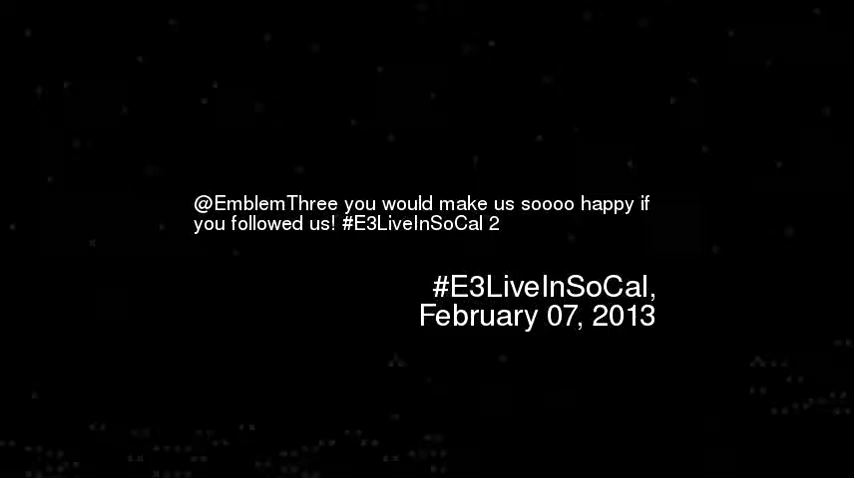 @EmblemThree you would make us soooo happy if
you followed us! #E3LiveInSoCal 2
#E3LiveInSoCal,
February 07, 2013